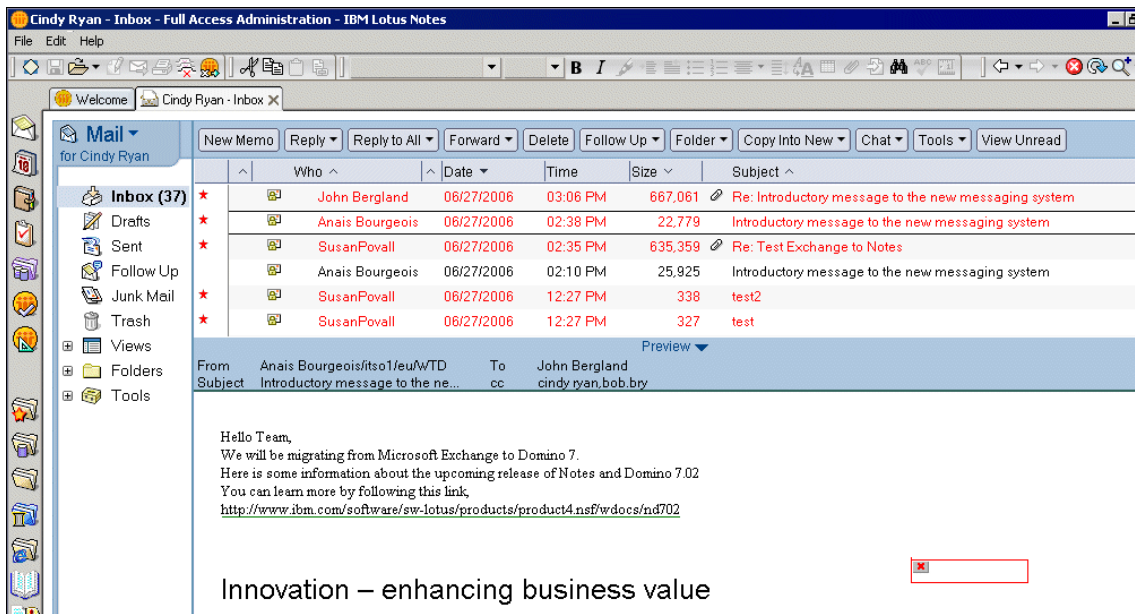 Cindy Ryan - Inbox - Full Access Administration - IBM Lotus Notes
File Edit Help
B I
Welcome Cindy Ryan - Inbox
Mail
for Cindy Ryan
New Memo Reply Reply to All Forward Delete Follow Up Folder Copy Into New Chat Tools View Unread
Who Date Time Size Subject
Inbox (37)
Drafts
Sent
Follow Up
Junk Mail
Trash
Views
Folders
Tools
John Bergland 06/27/2006 03:06 PM 667,061 Re: Introductory message to the new messaging system
Anais Bourgeois 06/27/2006 02:38 PM 22,779 Introductory message to the new messaging system
SusanPovall 06/27/2006 02:35 PM 635,359 Re: Test Exchange to Notes
Anais Bourgeois 06/27/2006 02:10 PM 25,925 Introductory message to the new messaging system
SusanPovall 06/27/2006 12:27 PM 338 test2
SusanPovall 06/27/2006 12:27 PM 327 test
Preview
From Anais Bourgeois/itso1/eu/WTD To John Bergland
Subject Introductory message to the ne... cc cindy ryan,bob.bry
Hello Team,
We will be migrating from Microsoft Exchange to Domino 7.
Here is some information about the upcoming release of Notes and Domino 7.02
You can learn more by following this link,
http://www.ibm.com/software/sw-lotus/products/product4.nsf/wdocs/nd702
Innovation – enhancing business value